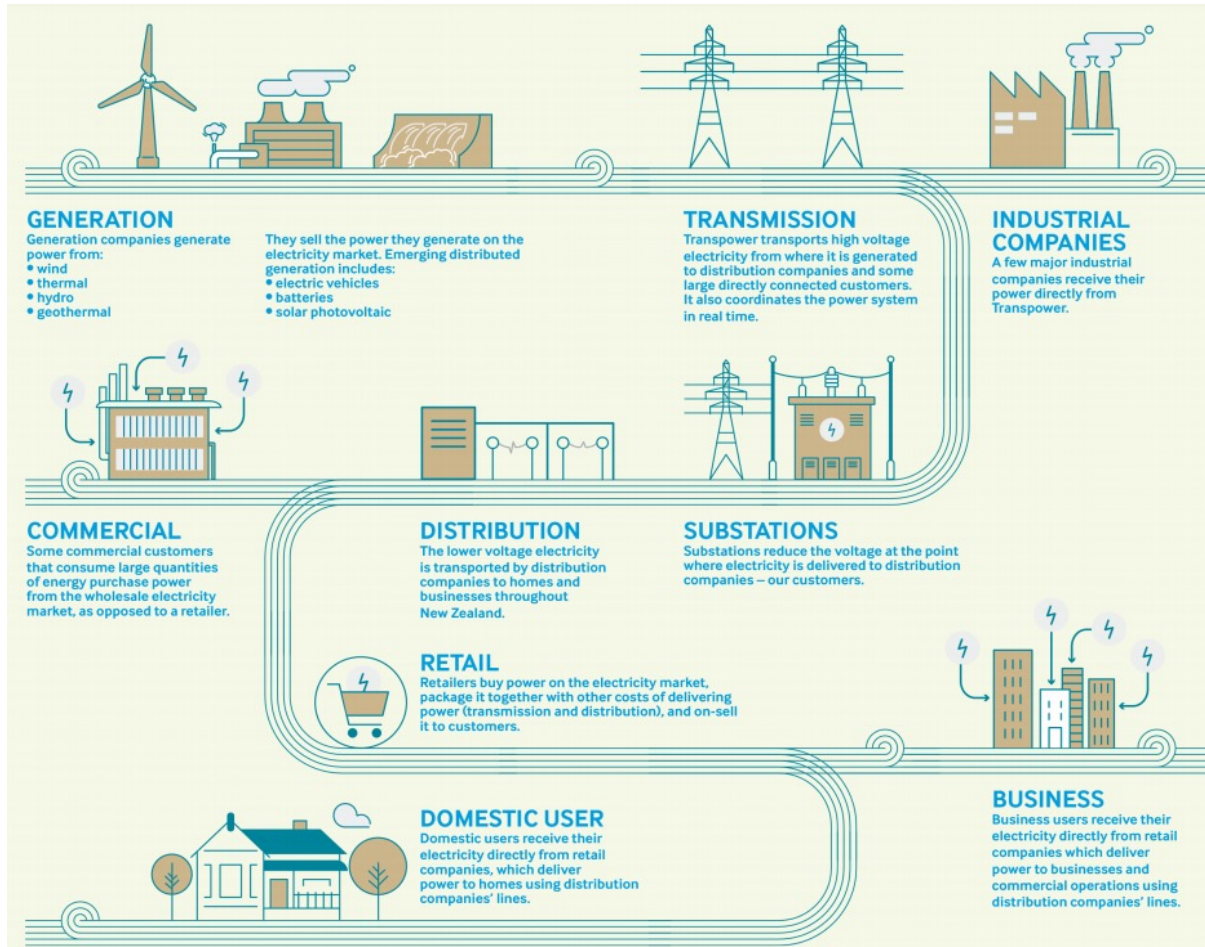 GENERATION
Generation companies generate
power from:
• wind
• thermal
• hydro
• geothermal
They sell the power they generate on the
electricity market. Emerging distributed
generation includes:
• electric vehicles
• batteries
• solar photovoltaic
TRANSMISSION
Transpower transports high voltage
electricity from where it is generated
to distribution companies and some
large directly connected customers.
It also coordinates the power system
in real time.
INDUSTRIAL
COMPANIES
A few major industrial
companies receive their
power directly from
Transpower.
COMMERCIAL
Some commercial customers
that consume large quantities
of energy purchase power
from the wholesale electricity
market, as opposed to a retailer.
DISTRIBUTION
The lower voltage electricity
is transported by distribution
companies to homes and
businesses throughout
New Zealand.
SUBSTATIONS
Substations reduce the voltage at the point
where electricity is delivered to distribution
companies – our customers.
RETAIL
Retailers buy power on the electricity market,
package it together with other costs of delivering
power (transmission and distribution), and on-sell
it to customers.
DOMESTIC USER
Domestic users receive their
electricity directly from retail
companies, which deliver
power to homes using distribution
companies' lines.
BUSINESS
Business users receive their
electricity directly from retail
companies which deliver
power to businesses and
commercial operations using
distribution companies' lines.